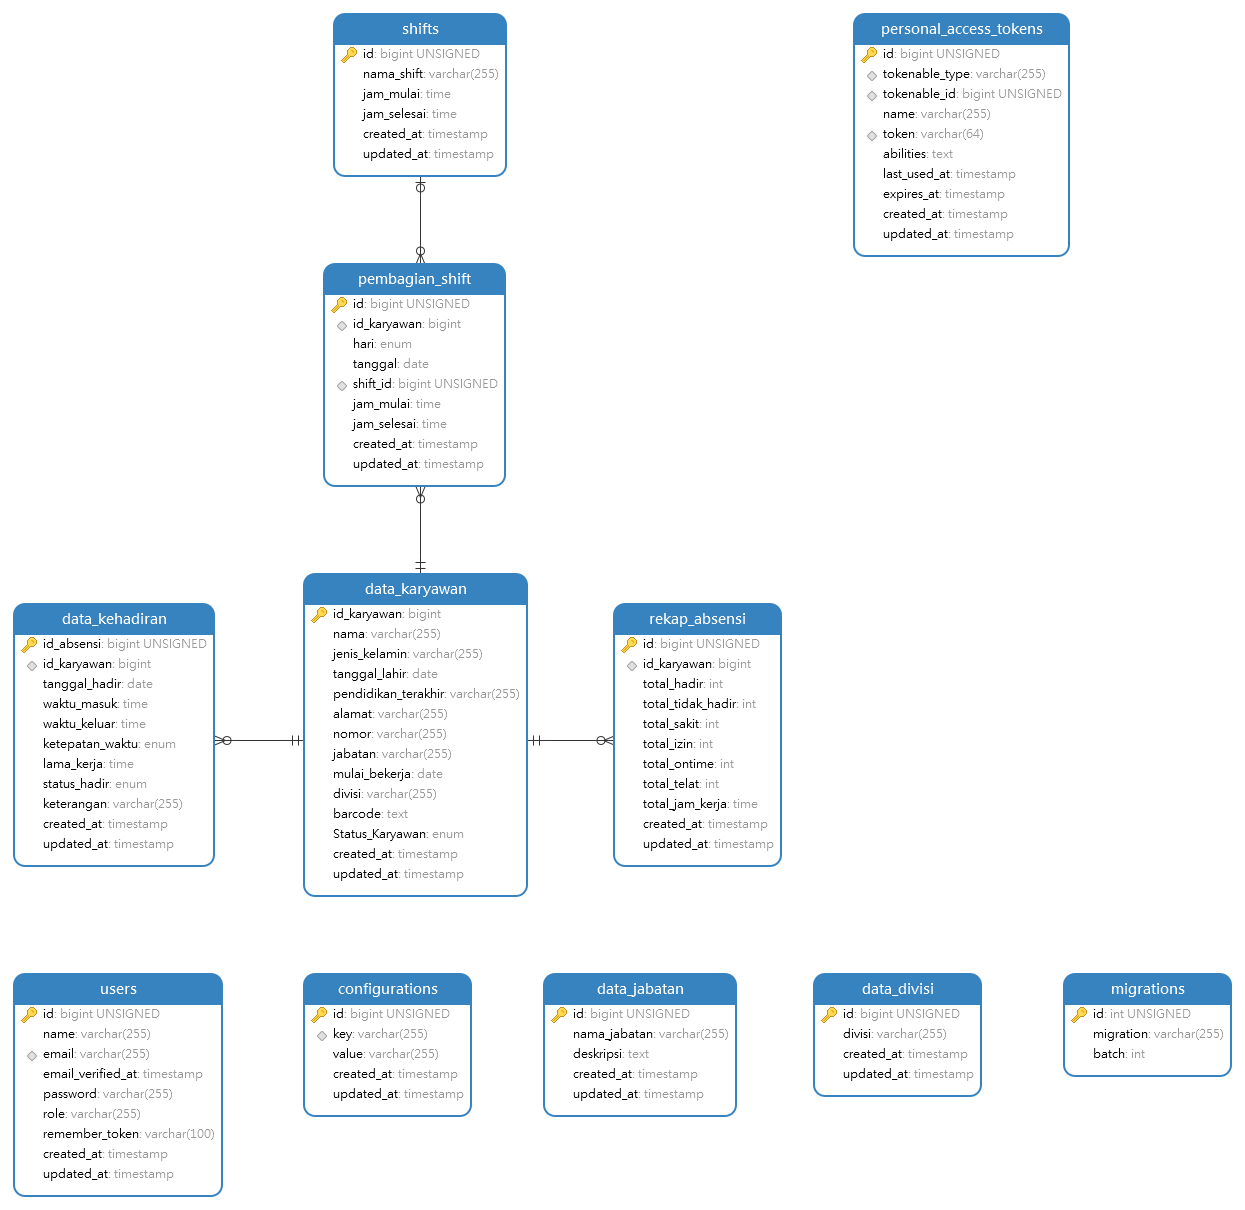 shifts
id: bigint UNSIGNED
nama_shift: varchar(255)
jam_mulai: time
jam_selesai: time
created_at: timestamp
updated_at: timestamp
personal_access_tokens
id: bigint UNSIGNED
tokenable_type: varchar(255)
tokenable_id: bigint UNSIGNED
name: varchar(255)
token: varchar(64)
abilities: text
last_used_at: timestamp
expires_at: timestamp
created_at: timestamp
updated_at: timestamp
pembagian_shift
id: bigint UNSIGNED
id_karyawan: bigint
hari: enum
tanggal: date
shift_id: bigint UNSIGNED
jam_mulai: time
jam_selesai: time
created_at: timestamp
updated_at: timestamp
data_kehadiran
id_absensi: bigint UNSIGNED
id_karyawan: bigint
tanggal_hadir: date
waktu_masuk: time
waktu_keluar: time
ketepatan_waktu: enum
lama_kerja: time
status_hadir: enum
keterangan: varchar(255)
created_at: timestamp
updated_at: timestamp
data_karyawan
id_karyawan: bigint
nama: varchar(255)
jenis_kelamin: varchar(255)
tanggal_lahir: date
pendidikan_terakhir: varchar(255)
alamat: varchar(255)
nomor: varchar(255)
jabatan: varchar(255)
mulai_bekerja: date
divisi: varchar(255)
barcode: text
Status_Karyawan: enum
created_at: timestamp
updated_at: timestamp
rekap_absensi
id: bigint UNSIGNED
id_karyawan: bigint
total_hadir: int
total_tidak_hadir: int
total_sakit: int
total_izin: int
total_ontime: int
total_telat: int
total_jam_kerja: time
created_at: timestamp
updated_at: timestamp
users
id: bigint UNSIGNED
name: varchar(255)
email: varchar(255)
email_verified_at: timestamp
password: varchar(255)
role: varchar(255)
remember_token: varchar(100)
created_at: timestamp
updated_at: timestamp
configurations
id: bigint UNSIGNED
key: varchar(255)
value: varchar(255)
created_at: timestamp
updated_at: timestamp
data_jabatan
id: bigint UNSIGNED
nama_jabatan: varchar(255)
deskripsi: text
created_at: timestamp
updated_at: timestamp
data_divisi
id: bigint UNSIGNED
divisi: varchar(255)
created_at: timestamp
updated_at: timestamp
migrations
id: int UNSIGNED
migration: varchar(255)
batch: int